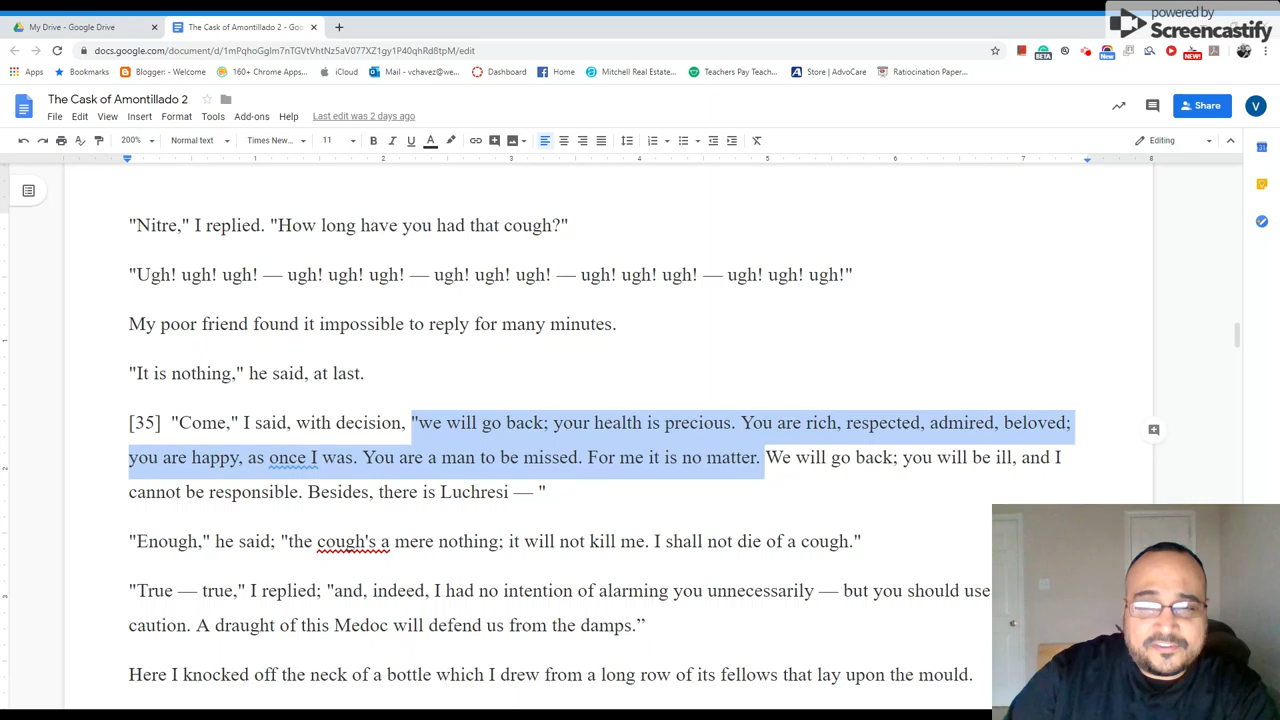 My Drive - Google Drive
The Cask of Amontillado 2 - Goo
powered by
Screencastify
docs.google.com/document/d/1mPqhoGgIm7nTGVtVhtNz5aV077XZ1gy1P40qhRd8tpM/edit
Apps
Bookmarks
Blogger: - Welcome
160+ Chrome Apps...
iCloud
Mail - vchavez@we...
Dashboard
Home
Mitchell Real Estate...
Teachers Pay Teac...
Store | AdvoCare
Ratiocination Paper...
The Cask of Amontillado 2
File Edit View Insert Format Tools Add-ons Help Last edit was 2 days ago
Share
V
200% Normal text Times New... 11 Editing
1 2 3 4 5 6 7 8
"Nitre," I replied. "How long have you had that cough?"
"Ugh! ugh! ugh! — ugh! ugh! ugh! — ugh! ugh! ugh! — ugh! ugh! ugh! — ugh! ugh! ugh!"
My poor friend found it impossible to reply for many minutes.
"It is nothing," he said, at last.
[35] "Come," I said, with decision, "we will go back; your health is precious. You are rich, respected, admired, beloved;
you are happy, as once I was. You are a man to be missed. For me it is no matter. We will go back; you will be ill, and I
cannot be responsible. Besides, there is Luchresi — "
"Enough," he said; "the cough's a mere nothing; it will not kill me. I shall not die of a cough."
"True — true," I replied; "and, indeed, I had no intention of alarming you unnecessarily — but you should use
caution. A draught of this Medoc will defend us from the damps.”
Here I knocked off the neck of a bottle which I drew from a long row of its fellows that lay upon the mould.